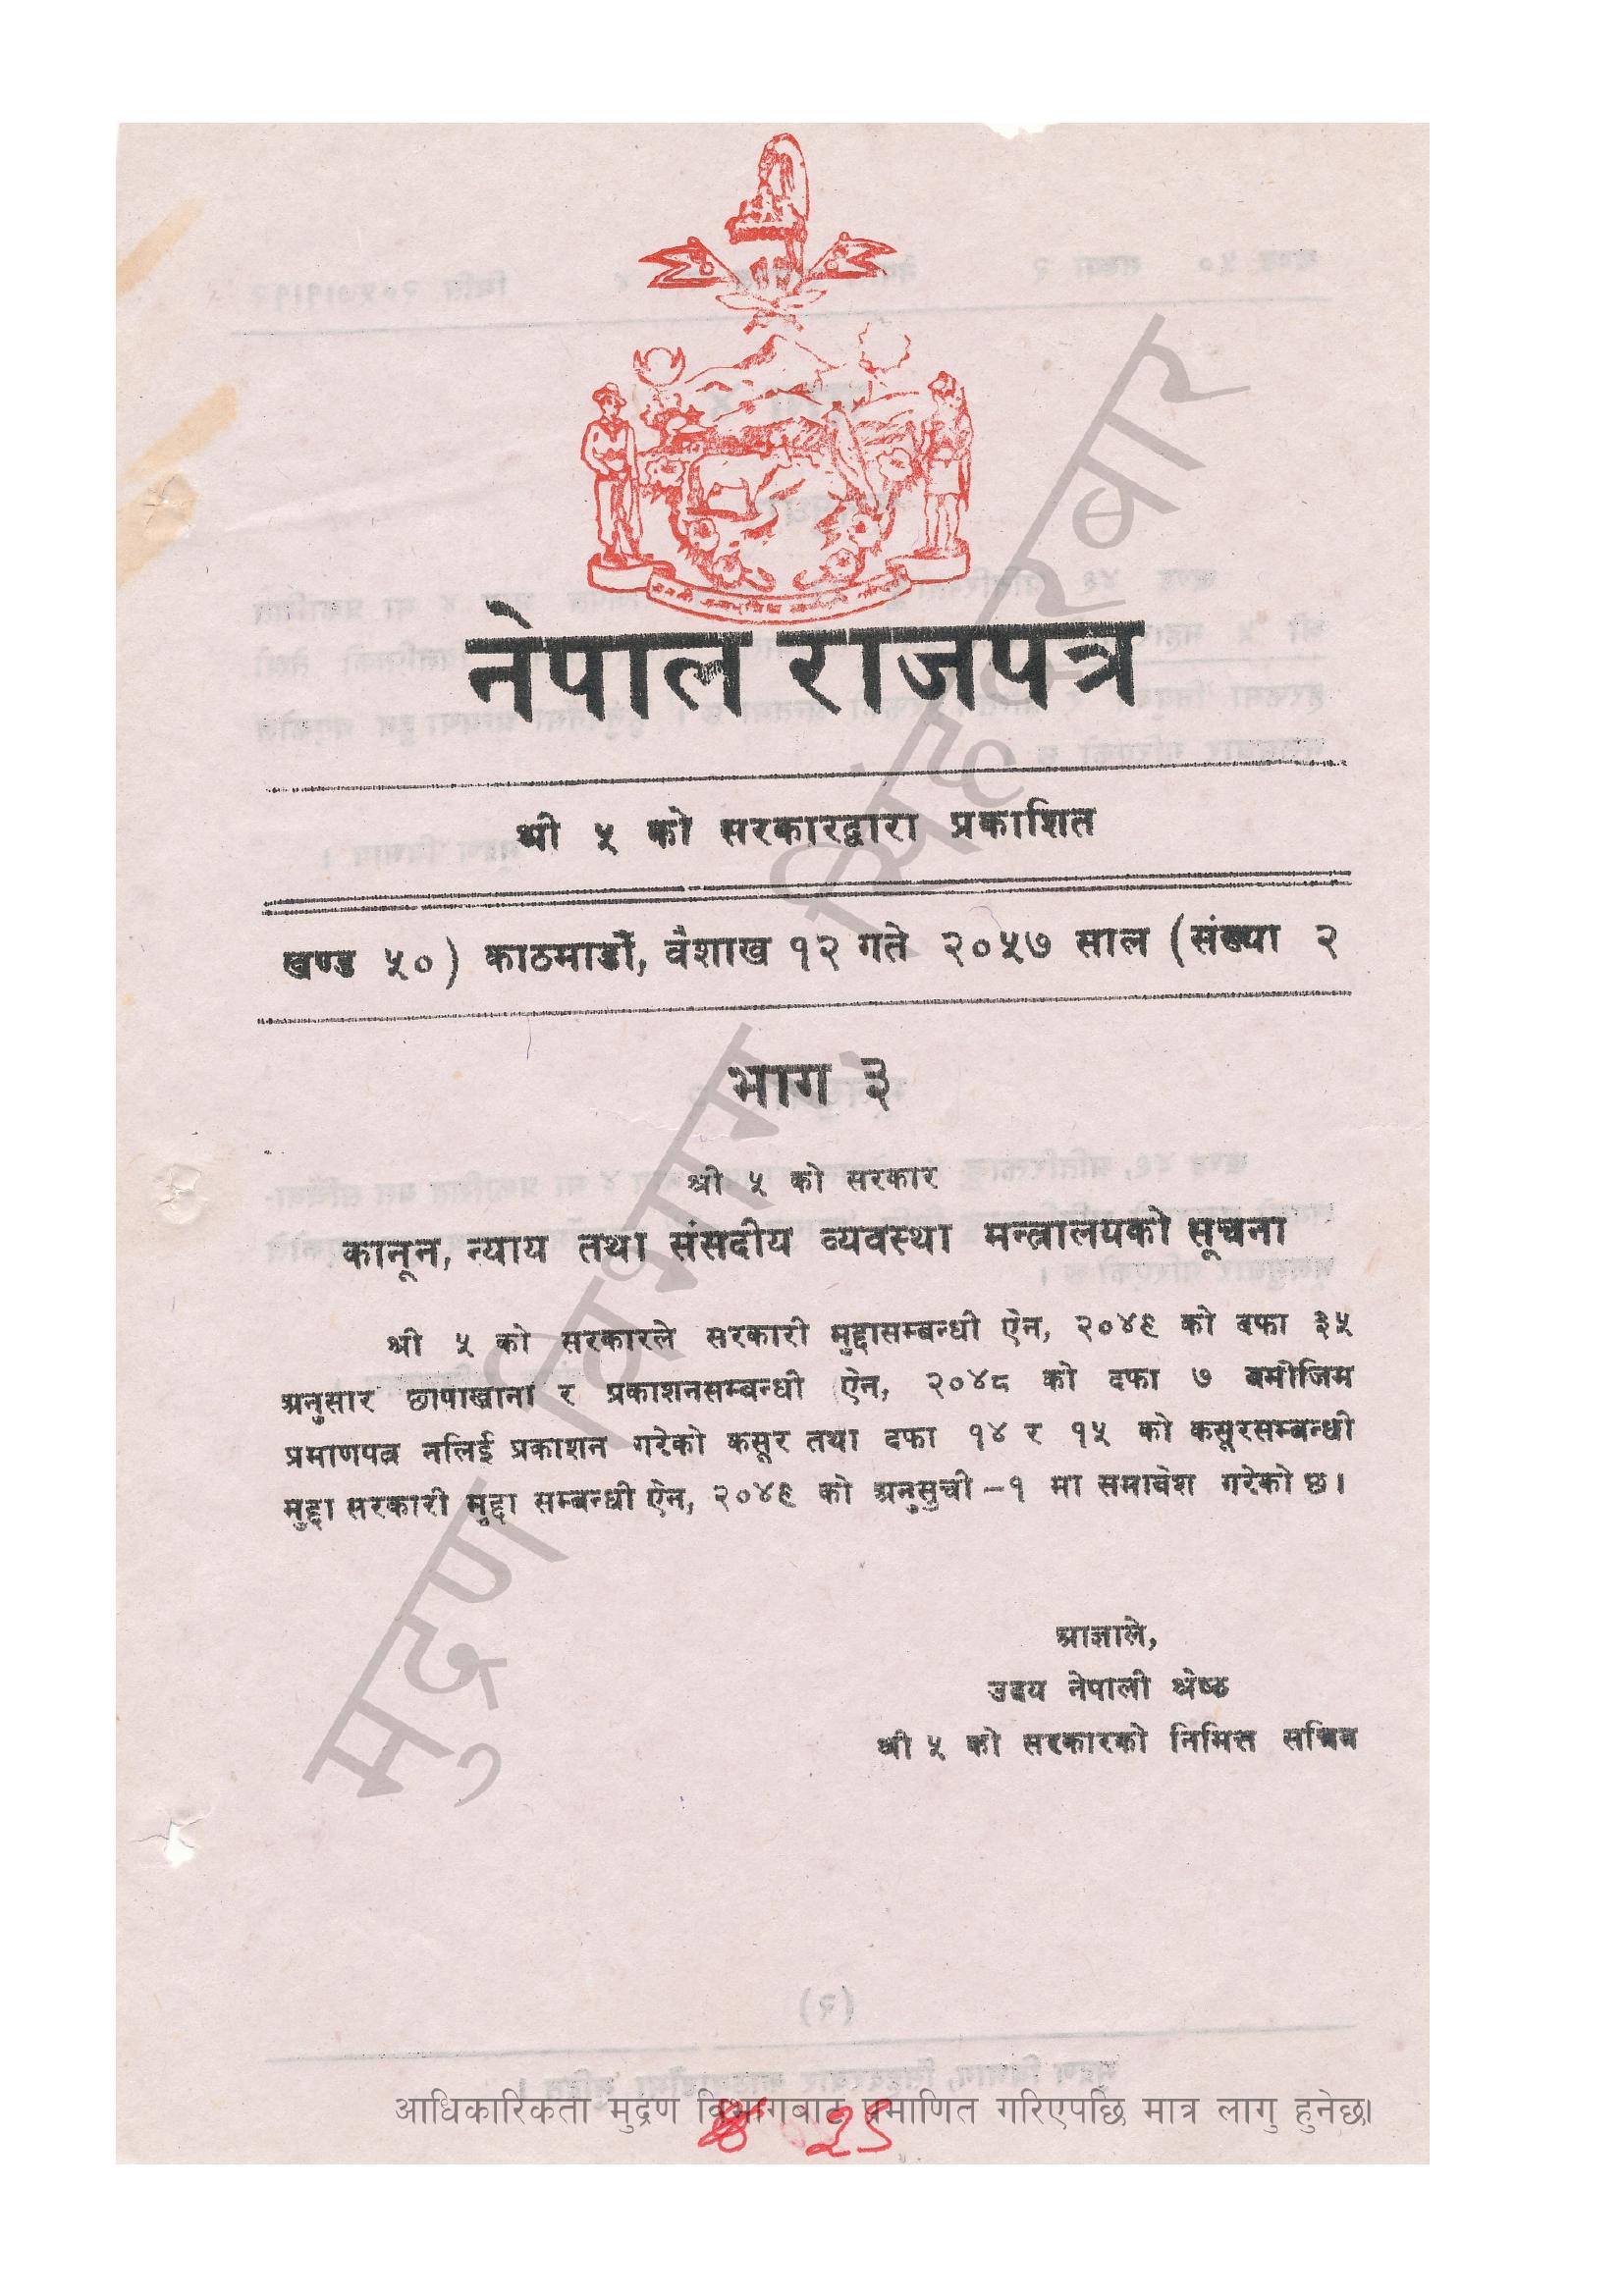 नेपाल राजपत्र
श्री ५ को सरकारद्वारा प्रकाशित
खण्ड ५०) काठमाडौं, वैशाख १२ गते २०५७ साल (संख्या २
भाग ३
श्री ५ को सरकार
कानून, न्याय तथा संसदीय व्यवस्था मन्त्रालयको सूचना
श्री ५ को सरकारले सरकारी मुद्दासम्बन्धी ऐन, २०४९ को दफा ३५
अनुसार छापाखाना र प्रकाशनसम्बन्धी ऐन, २०४८ को दफा ७ बमोजिम
प्रमाणपत्र नलिई प्रकाशन गरेको कसूर तथा दफा १४ र १५ को कसूरसम्बन्धी
मुद्दा सरकारी मुद्दा सम्बन्धी ऐन, २०४९ को अनुसुची -१ मा समावेश गरेको छ।
आज्ञाले,
उदय नेपाली श्रेष्ठ
श्री ५ को सरकारको निमित्त सचिव
मुद्रण विभाग, सिंहदरबार
आधिकारिकता मुद्रण विभागबाट प्रमाणित गरिएपछि मात्र लागु हुनेछ।
25